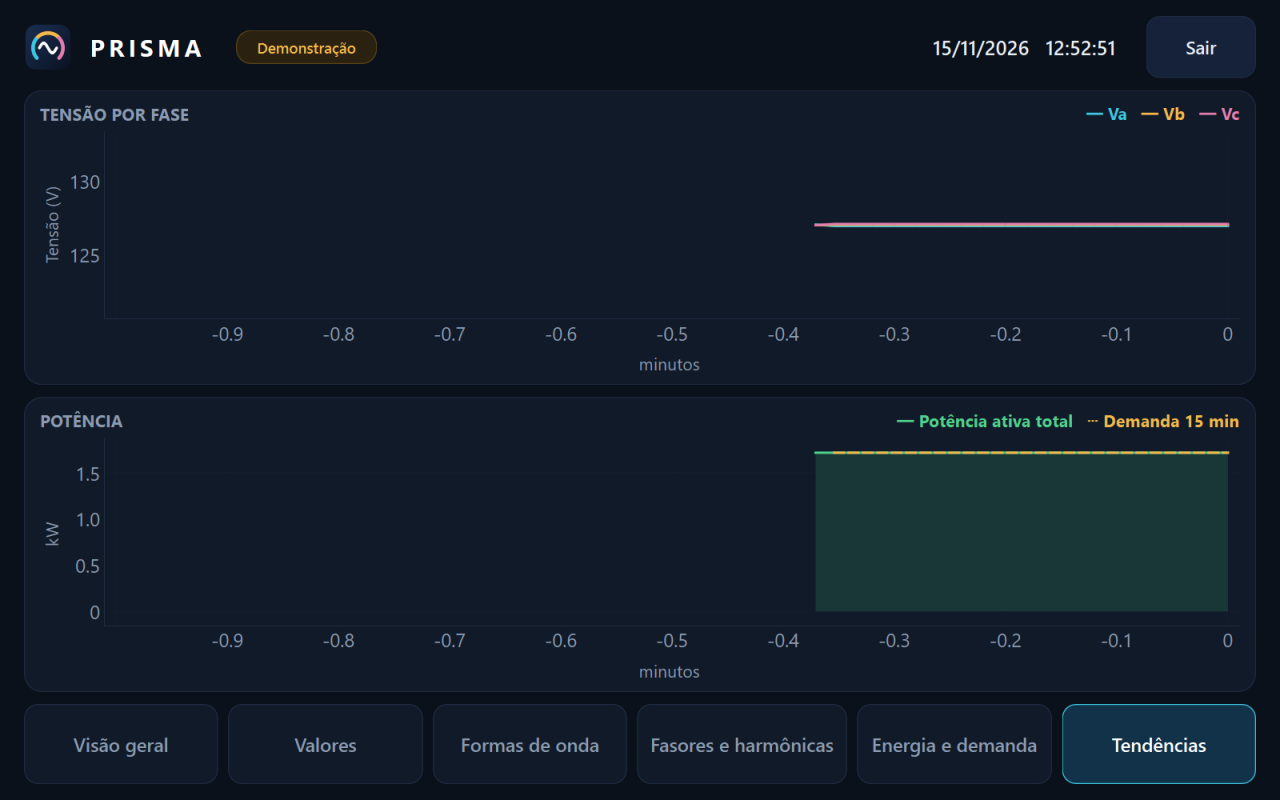 PRISMA
Demonstração
15/11/2026 12:52:51
Sair
TENSÃO POR FASE
Va Vb Vc
Tensão (V)
130
125
-0.9 -0.8 -0.7 -0.6 -0.5 -0.4 -0.3 -0.2 -0.1 0
minutos
POTÊNCIA
Potência ativa total Demanda 15 min
kW
1.5
1.0
0.5
0
-0.9 -0.8 -0.7 -0.6 -0.5 -0.4 -0.3 -0.2 -0.1 0
minutos
Visão geral
Valores
Formas de onda
Fasores e harmônicas
Energia e demanda
Tendências